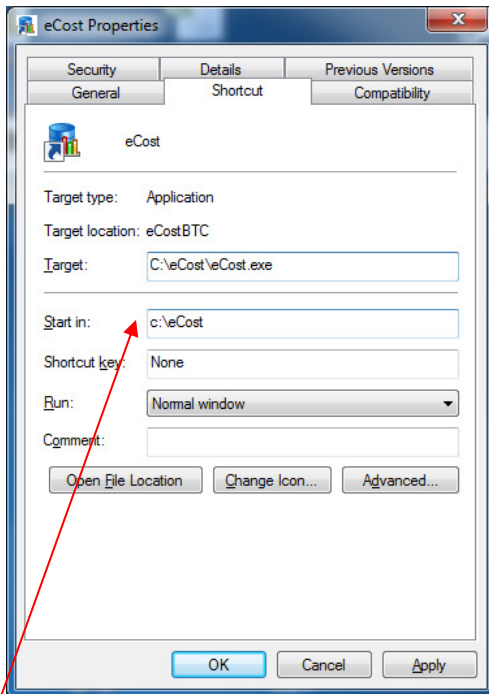 eCost Properties
X
Security Details Previous Versions
General Shortcut Compatibility
eCost
Target type: Application
Target location: eCostBTC
Target: C:\eCost\eCost.exe
Start in: c:\eCost
Shortcut key: None
Run: Normal window
Comment:
Open File Location Change Icon... Advanced...
OK Cancel Apply